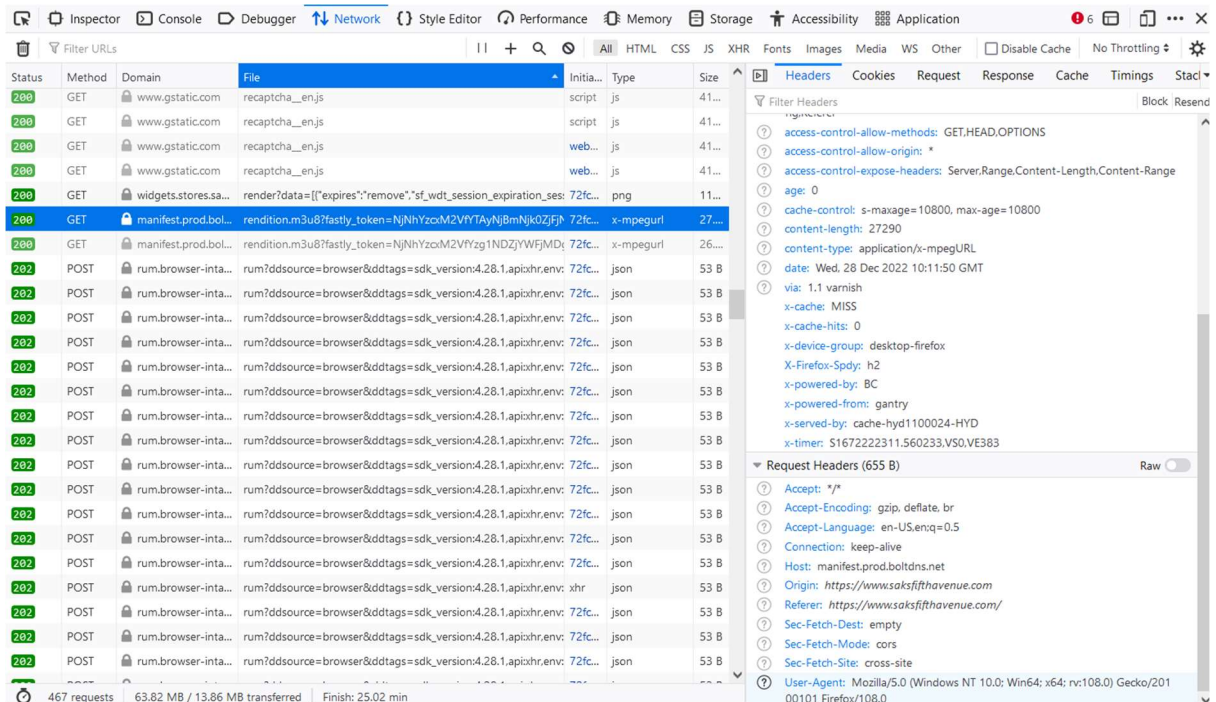 Inspector Console Debugger Network Style Editor Performance Memory Storage Accessibility Application 6
Filter URLs All HTML CSS JS XHR Fonts Images Media WS Other Disable Cache No Throttling
Status Method Domain File Initia... Type Size
200 GET www.gstatic.com recaptcha__en.js script js 41...
200 GET www.gstatic.com recaptcha__en.js script js 41...
200 GET www.gstatic.com recaptcha__en.js web... js 41...
200 GET www.gstatic.com recaptcha__en.js web... js 41...
200 GET widgets.stores.sa... render?data=[{"expires":"remove","sf_wdt_session_expiration_ses: 72fc... png 11...
200 GET manifest.prod.bol... 72fc... x-mpegurl 27....
200 GET manifest.prod.bol... 72fc... x-mpegurl 26....
202 POST rum.browser-inta... rum?ddsource=browser&ddtags=sdk_version:4.28.1,api:xhr,env: 72fc... json 53 B
202 POST rum.browser-inta... rum?ddsource=browser&ddtags=sdk_version:4.28.1,api:xhr,env: 72fc... json 53 B
202 POST rum.browser-inta... rum?ddsource=browser&ddtags=sdk_version:4.28.1,api:xhr,env: 72fc... json 53 B
202 POST rum.browser-inta... rum?ddsource=browser&ddtags=sdk_version:4.28.1,api:xhr,env: 72fc... json 53 B
202 POST rum.browser-inta... rum?ddsource=browser&ddtags=sdk_version:4.28.1,api:xhr,env: 72fc... json 53 B
202 POST rum.browser-inta... rum?ddsource=browser&ddtags=sdk_version:4.28.1,api:xhr,env: 72fc... json 53 B
202 POST rum.browser-inta... rum?ddsource=browser&ddtags=sdk_version:4.28.1,api:xhr,env: 72fc... json 53 B
202 POST rum.browser-inta... rum?ddsource=browser&ddtags=sdk_version:4.28.1,api:xhr,env: 72fc... json 53 B
202 POST rum.browser-inta... rum?ddsource=browser&ddtags=sdk_version:4.28.1,api:xhr,env: 72fc... json 53 B
202 POST rum.browser-inta... rum?ddsource=browser&ddtags=sdk_version:4.28.1,api:xhr,env: 72fc... json 53 B
202 POST rum.browser-inta... rum?ddsource=browser&ddtags=sdk_version:4.28.1,api:xhr,env: 72fc... json 53 B
202 POST rum.browser-inta... rum?ddsource=browser&ddtags=sdk_version:4.28.1,api:xhr,env: 72fc... json 53 B
202 POST rum.browser-inta... rum?ddsource=browser&ddtags=sdk_version:4.28.1,api:xhr,env: 72fc... json 53 B
202 POST rum.browser-inta... rum?ddsource=browser&ddtags=sdk_version:4.28.1,api:xhr,env: xhr json 53 B
202 POST rum.browser-inta... rum?ddsource=browser&ddtags=sdk_version:4.28.1,api:xhr,env: 72fc... json 53 B
202 POST rum.browser-inta... rum?ddsource=browser&ddtags=sdk_version:4.28.1,api:xhr,env: 72fc... json 53 B
202 POST rum.browser-inta... rum?ddsource=browser&ddtags=sdk_version:4.28.1,api:xhr,env: 72fc... json 53 B
467 requests 63.82 MB / 13.86 MB transferred Finish: 25.02 min
Headers Cookies Request Response Cache Timings Stacl
Filter Headers Block Resend
access-control-allow-methods: GET,HEAD,OPTIONS
access-control-allow-origin: *
access-control-expose-headers: Server,Range,Content-Length,Content-Range
age: 0
cache-control: s-maxage=10800, max-age=10800
content-length: 27290
content-type: application/x-mpegURL
date: Wed, 28 Dec 2022 10:11:50 GMT
via: 1.1 varnish
x-cache: MISS
x-cache-hits: 0
x-device-group: desktop-firefox
X-Firefox-Spdy: h2
x-powered-by: BC
x-powered-from: gantry
x-served-by: cache-hyd1100024-HYD
x-timer: S1672222311.560233,VS0,VE383
Request Headers (655 B) Raw
Accept: */*
Accept-Encoding: gzip, deflate, br
Accept-Language: en-US,en;q=0.5
Connection: keep-alive
Host: manifest.prod.boltdns.net
Origin: https://www.saksfifthavenue.com
Referer: https://www.saksfifthavenue.com/
Sec-Fetch-Dest: empty
Sec-Fetch-Mode: cors
Sec-Fetch-Site: cross-site
User-Agent: Mozilla/5.0 (Windows NT 10.0; Win64; x64; rv:108.0) Gecko/201
00101 Firefox/108.0